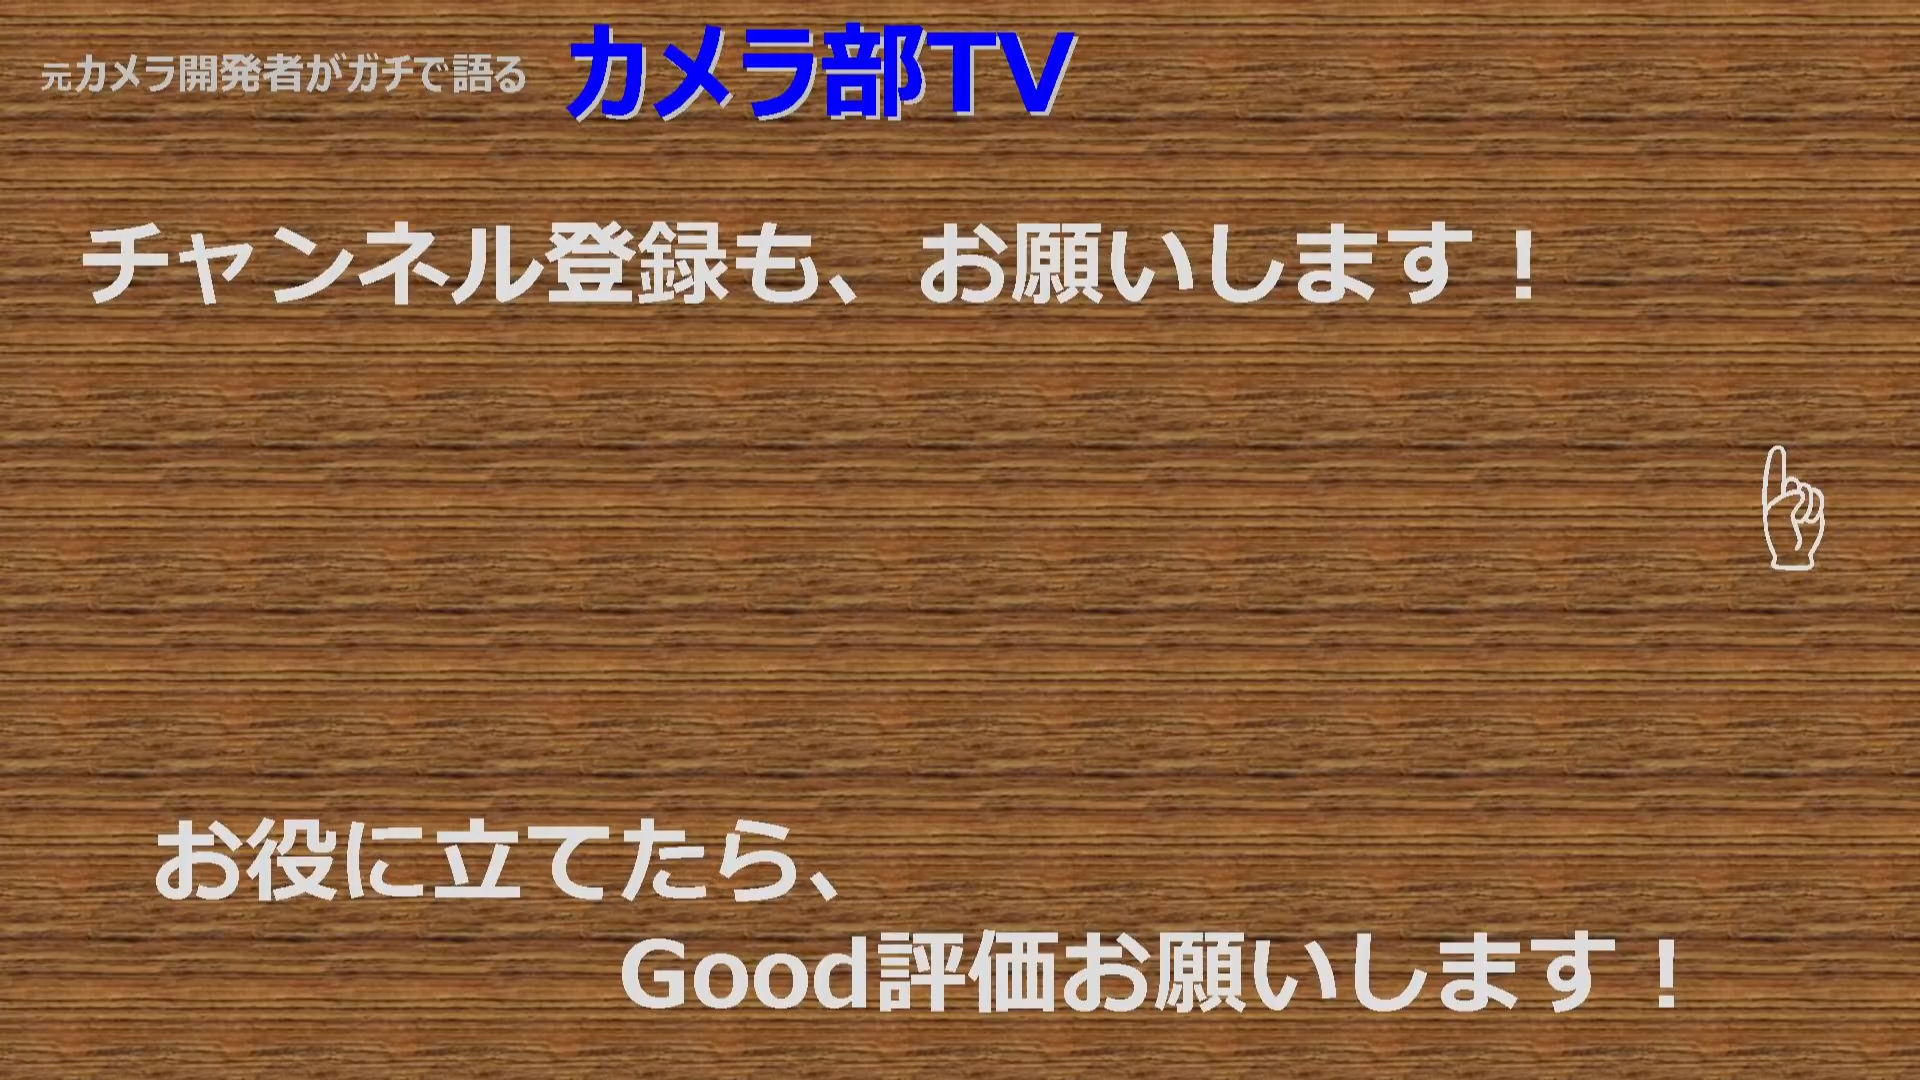 元カメラ開発者がガチで語る カメラ部TV
チャンネル登録も、お願いします！
お役に立てたら、
Good評価お願いします！